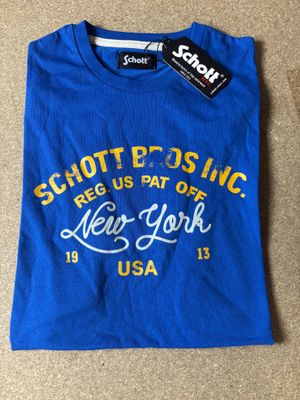 Schott
Schott
SCHOTT BROS INC.
REG. US PAT OFF
New York
19 13
USA